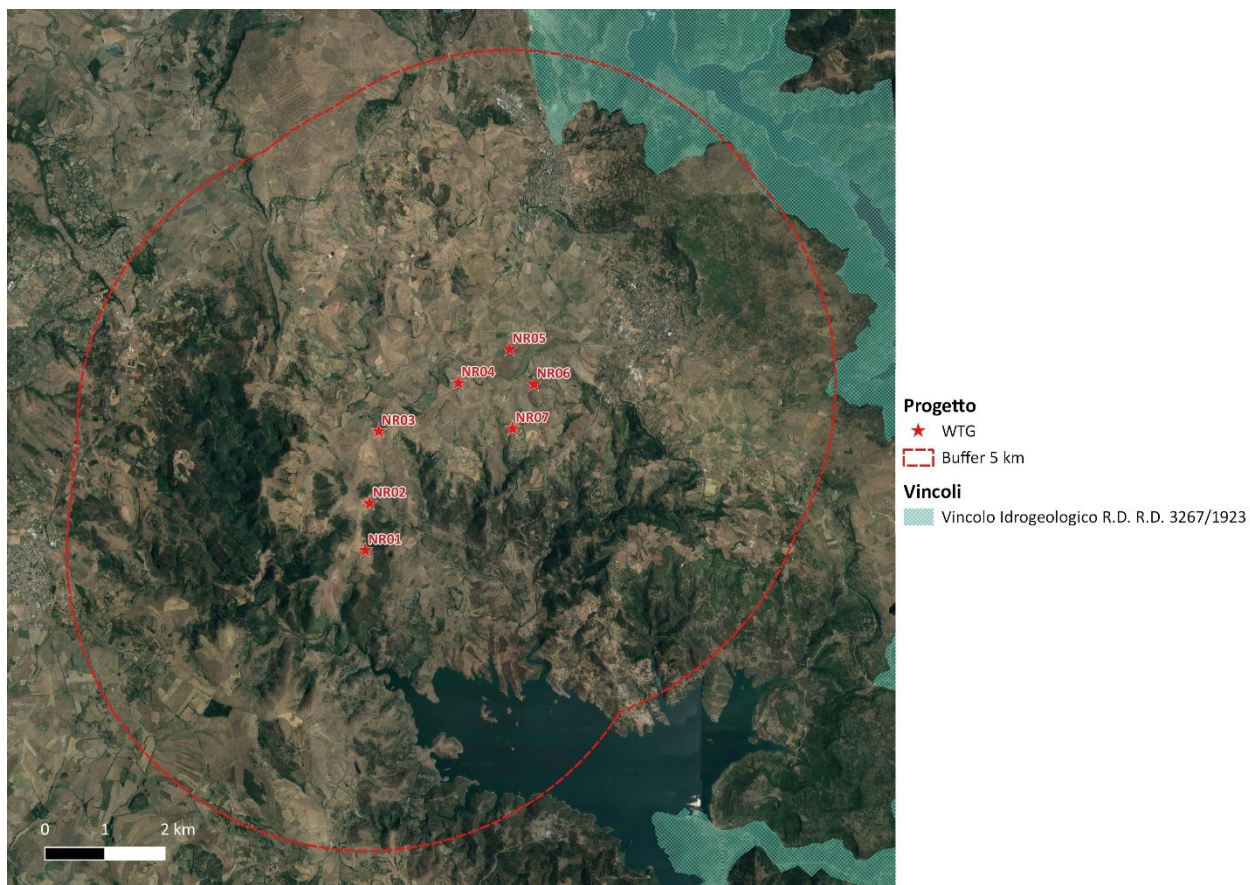 NR05
NR04
NR06
NR03
NR07
NR02
NR01
0 1 2 km
Progetto
WTG
Buffer 5 km
Vincoli
Vincolo Idrogeologico R.D. R.D. 3267/1923